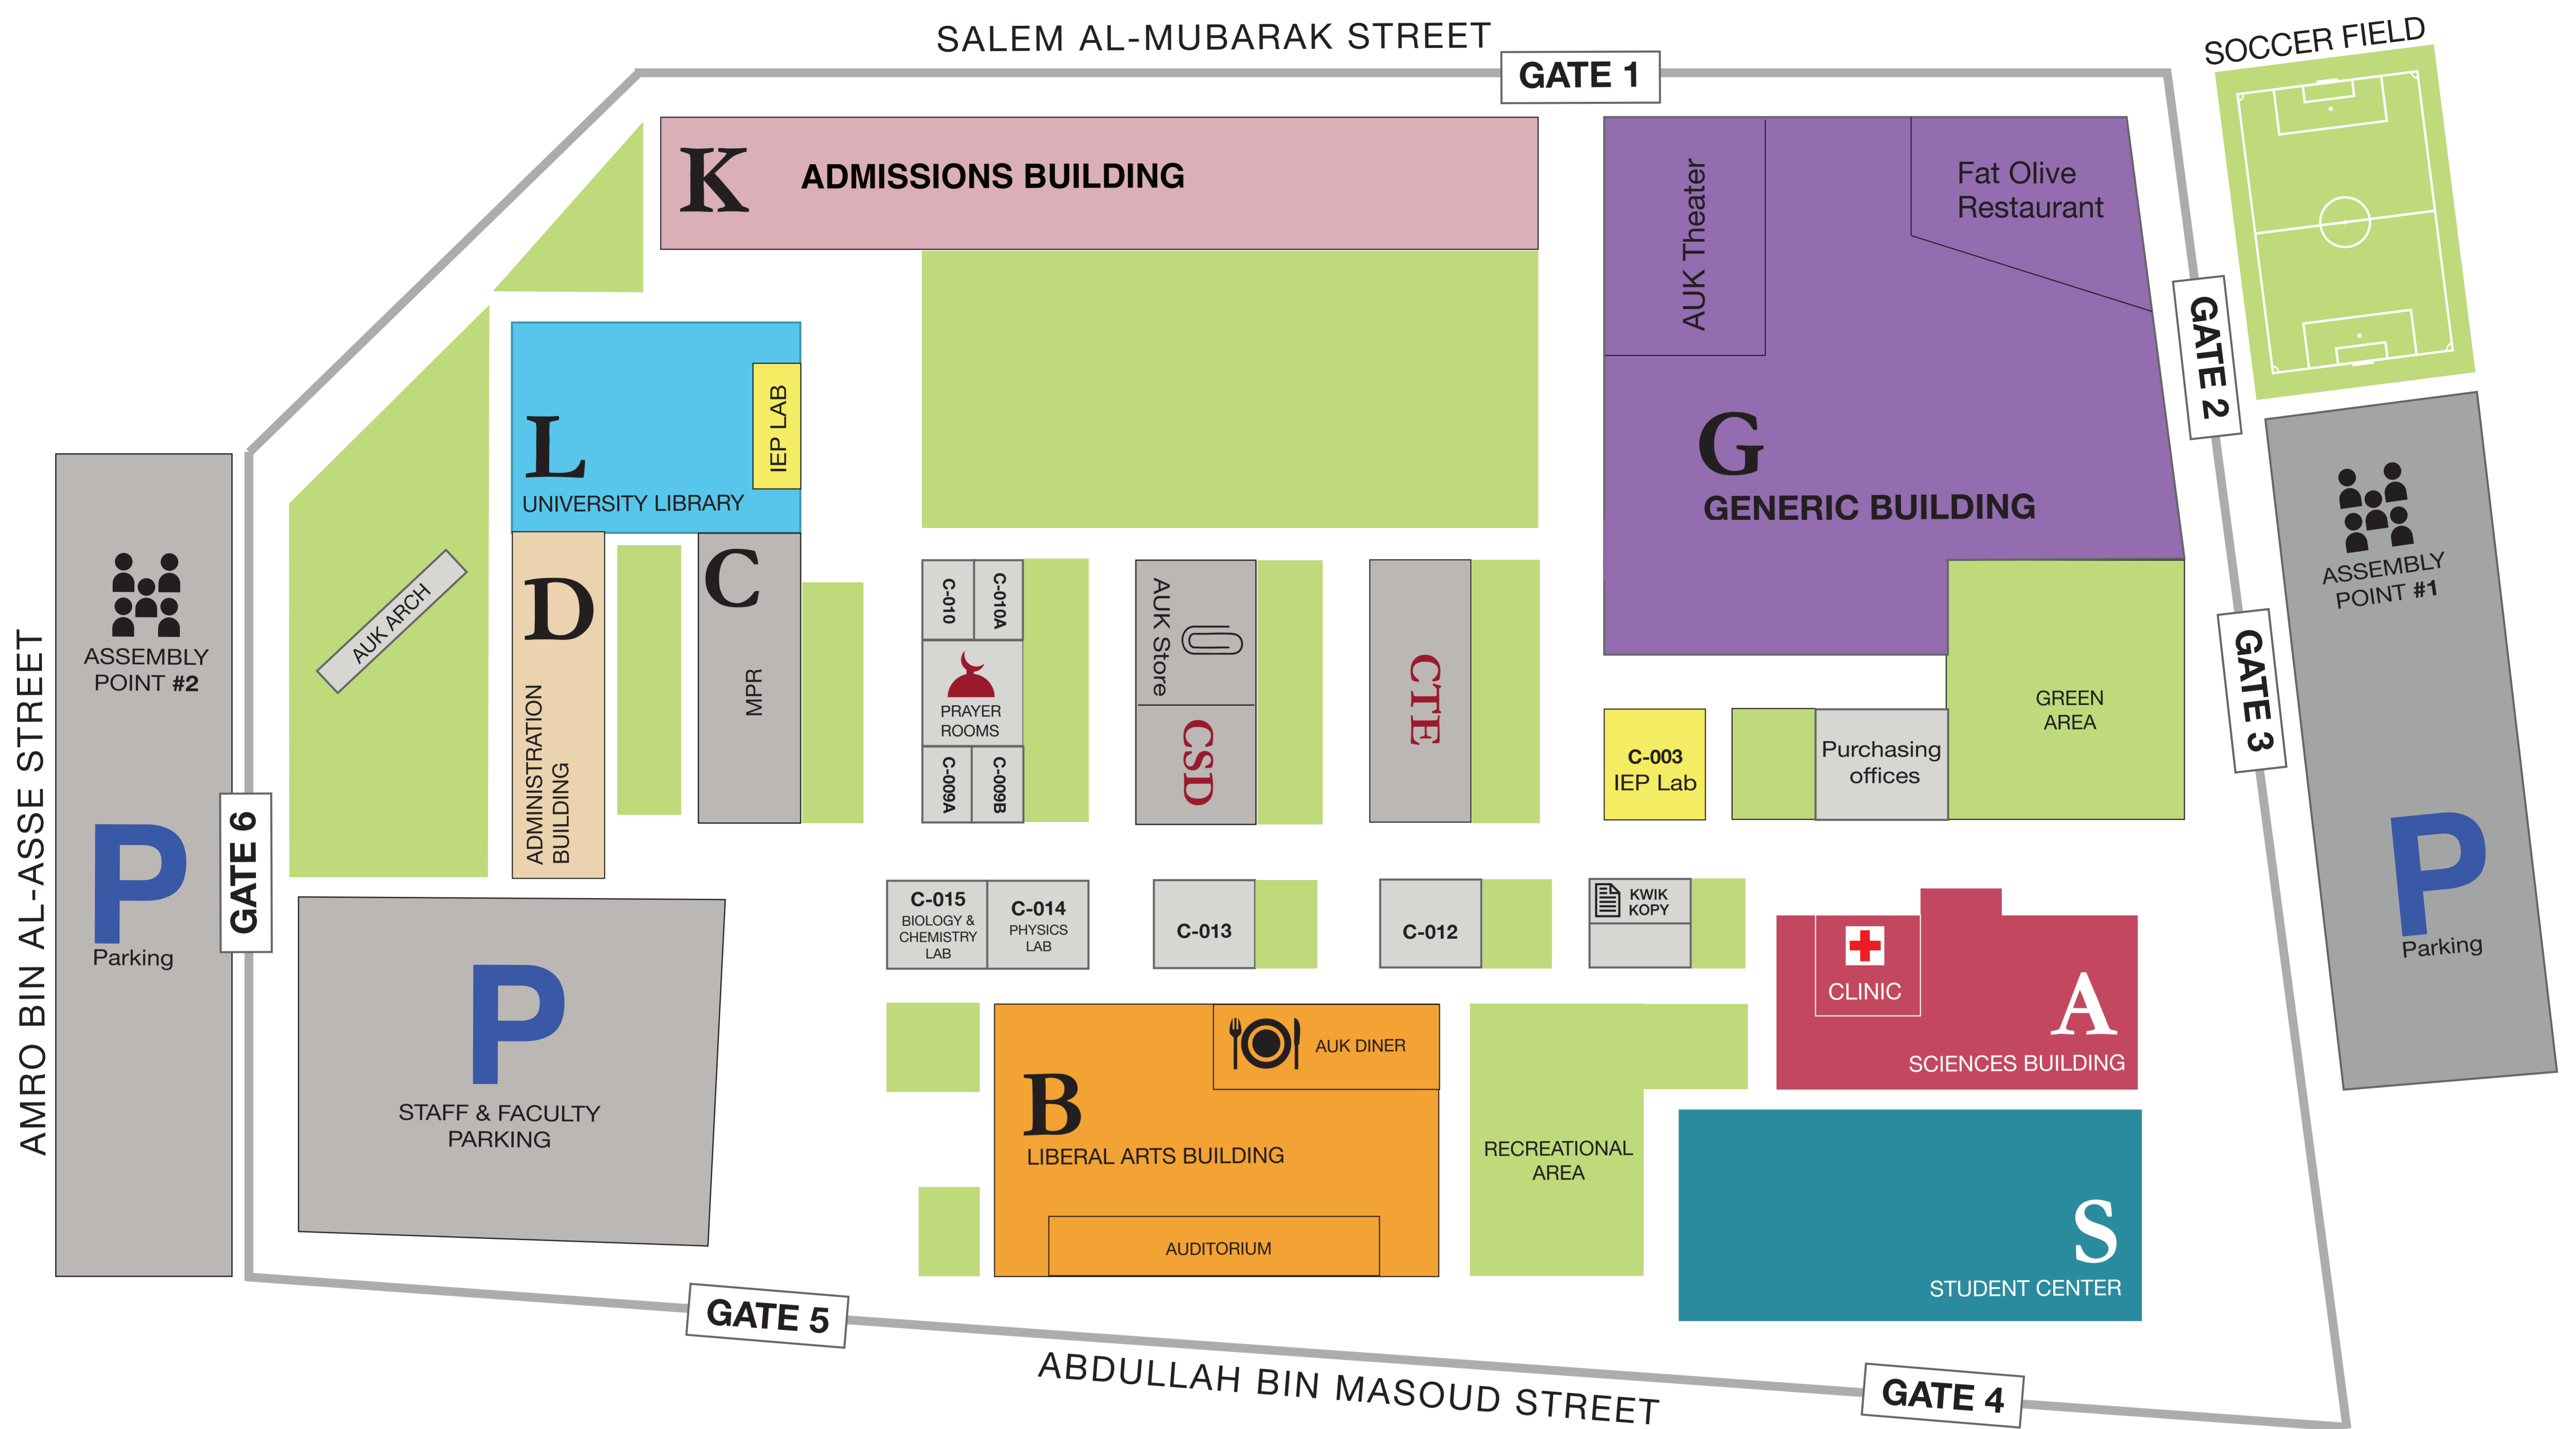 SALEM AL-MUBARAK STREET
GATE 1
SOCCER FIELD
K
ADMISSIONS BUILDING
AUK Theater
Fat Olive
Restaurant
GATE 2
L
IEP LAB
UNIVERSITY LIBRARY
G
GENERIC BUILDING
ASSEMBLY
POINT #1
P
Parking
GATE 3
ASSEMBLY
POINT #2
P
Parking
AMRO BIN AL-ASSE STREET
GATE 6
AUK ARCH
D
ADMINISTRATION
BUILDING
C
MPR
C-010
C-010A
PRAYER
ROOMS
C-009A
C-009B
AUK Store
CSD
CTE
C-003
IEP Lab
Purchasing
offices
GREEN
AREA
C-015
BIOLOGY &
CHEMISTRY
LAB
C-014
PHYSICS
LAB
C-013
C-012
KWIK
KOPY
CLINIC
A
SCIENCES BUILDING
P
STAFF & FACULTY
PARKING
B
LIBERAL ARTS BUILDING
AUK DINER
AUDITORIUM
RECREATIONAL
AREA
S
STUDENT CENTER
GATE 5
ABDULLAH BIN MASOUD STREET
GATE 4